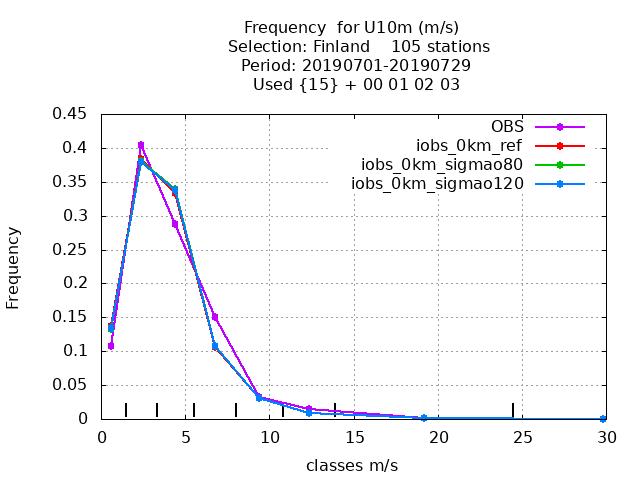 Frequency  for U10m (m/s)
Selection: Finland    105 stations
Period: 20190701-20190729
Used {15} + 00 01 02 03
OBS
iobs_0km_ref
iobs_0km_sigmao80
iobs_0km_sigmao120
Frequency
0.45
0.4
0.35
0.3
0.25
0.2
0.15
0.1
0.05
0
0 5 10 15 20 25 30
classes m/s